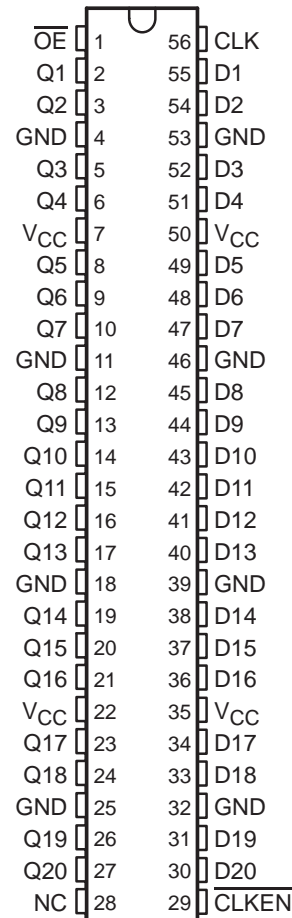 O̅E̅ 1 56 CLK
Q1 2 55 D1
Q2 3 54 D2
GND 4 53 GND
Q3 5 52 D3
Q4 6 51 D4
VCC 7 50 VCC
Q5 8 49 D5
Q6 9 48 D6
Q7 10 47 D7
GND 11 46 GND
Q8 12 45 D8
Q9 13 44 D9
Q10 14 43 D10
Q11 15 42 D11
Q12 16 41 D12
Q13 17 40 D13
GND 18 39 GND
Q14 19 38 D14
Q15 20 37 D15
Q16 21 36 D16
VCC 22 35 VCC
Q17 23 34 D17
Q18 24 33 D18
GND 25 32 GND
Q19 26 31 D19
Q20 27 30 D20
NC 28 29 C̅L̅K̅E̅N̅